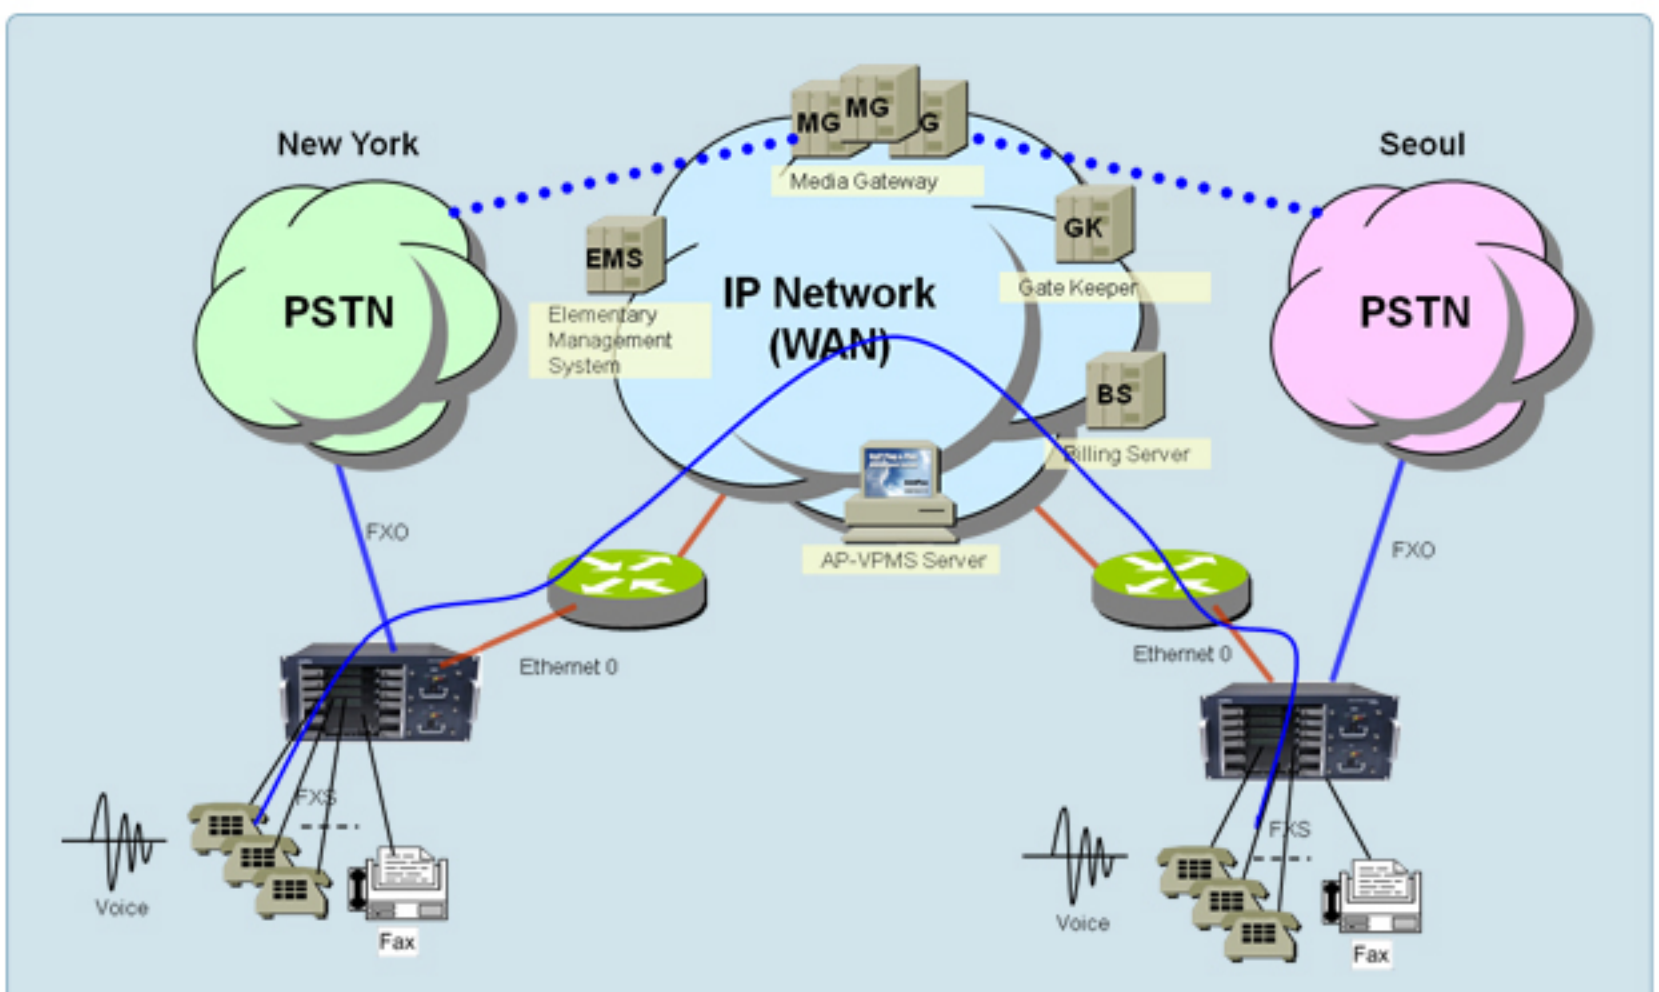 New York
Seoul
MG
MG
G
Media Gateway
GK
Gate Keeper
EMS
Elementary
Management
System
IP Network
(WAN)
PSTN
PSTN
BS
Billing Server
AP-VPMS Server
FXO
FXO
Ethernet 0
Ethernet 0
FXS
FXS
Voice
Fax
Voice
Fax